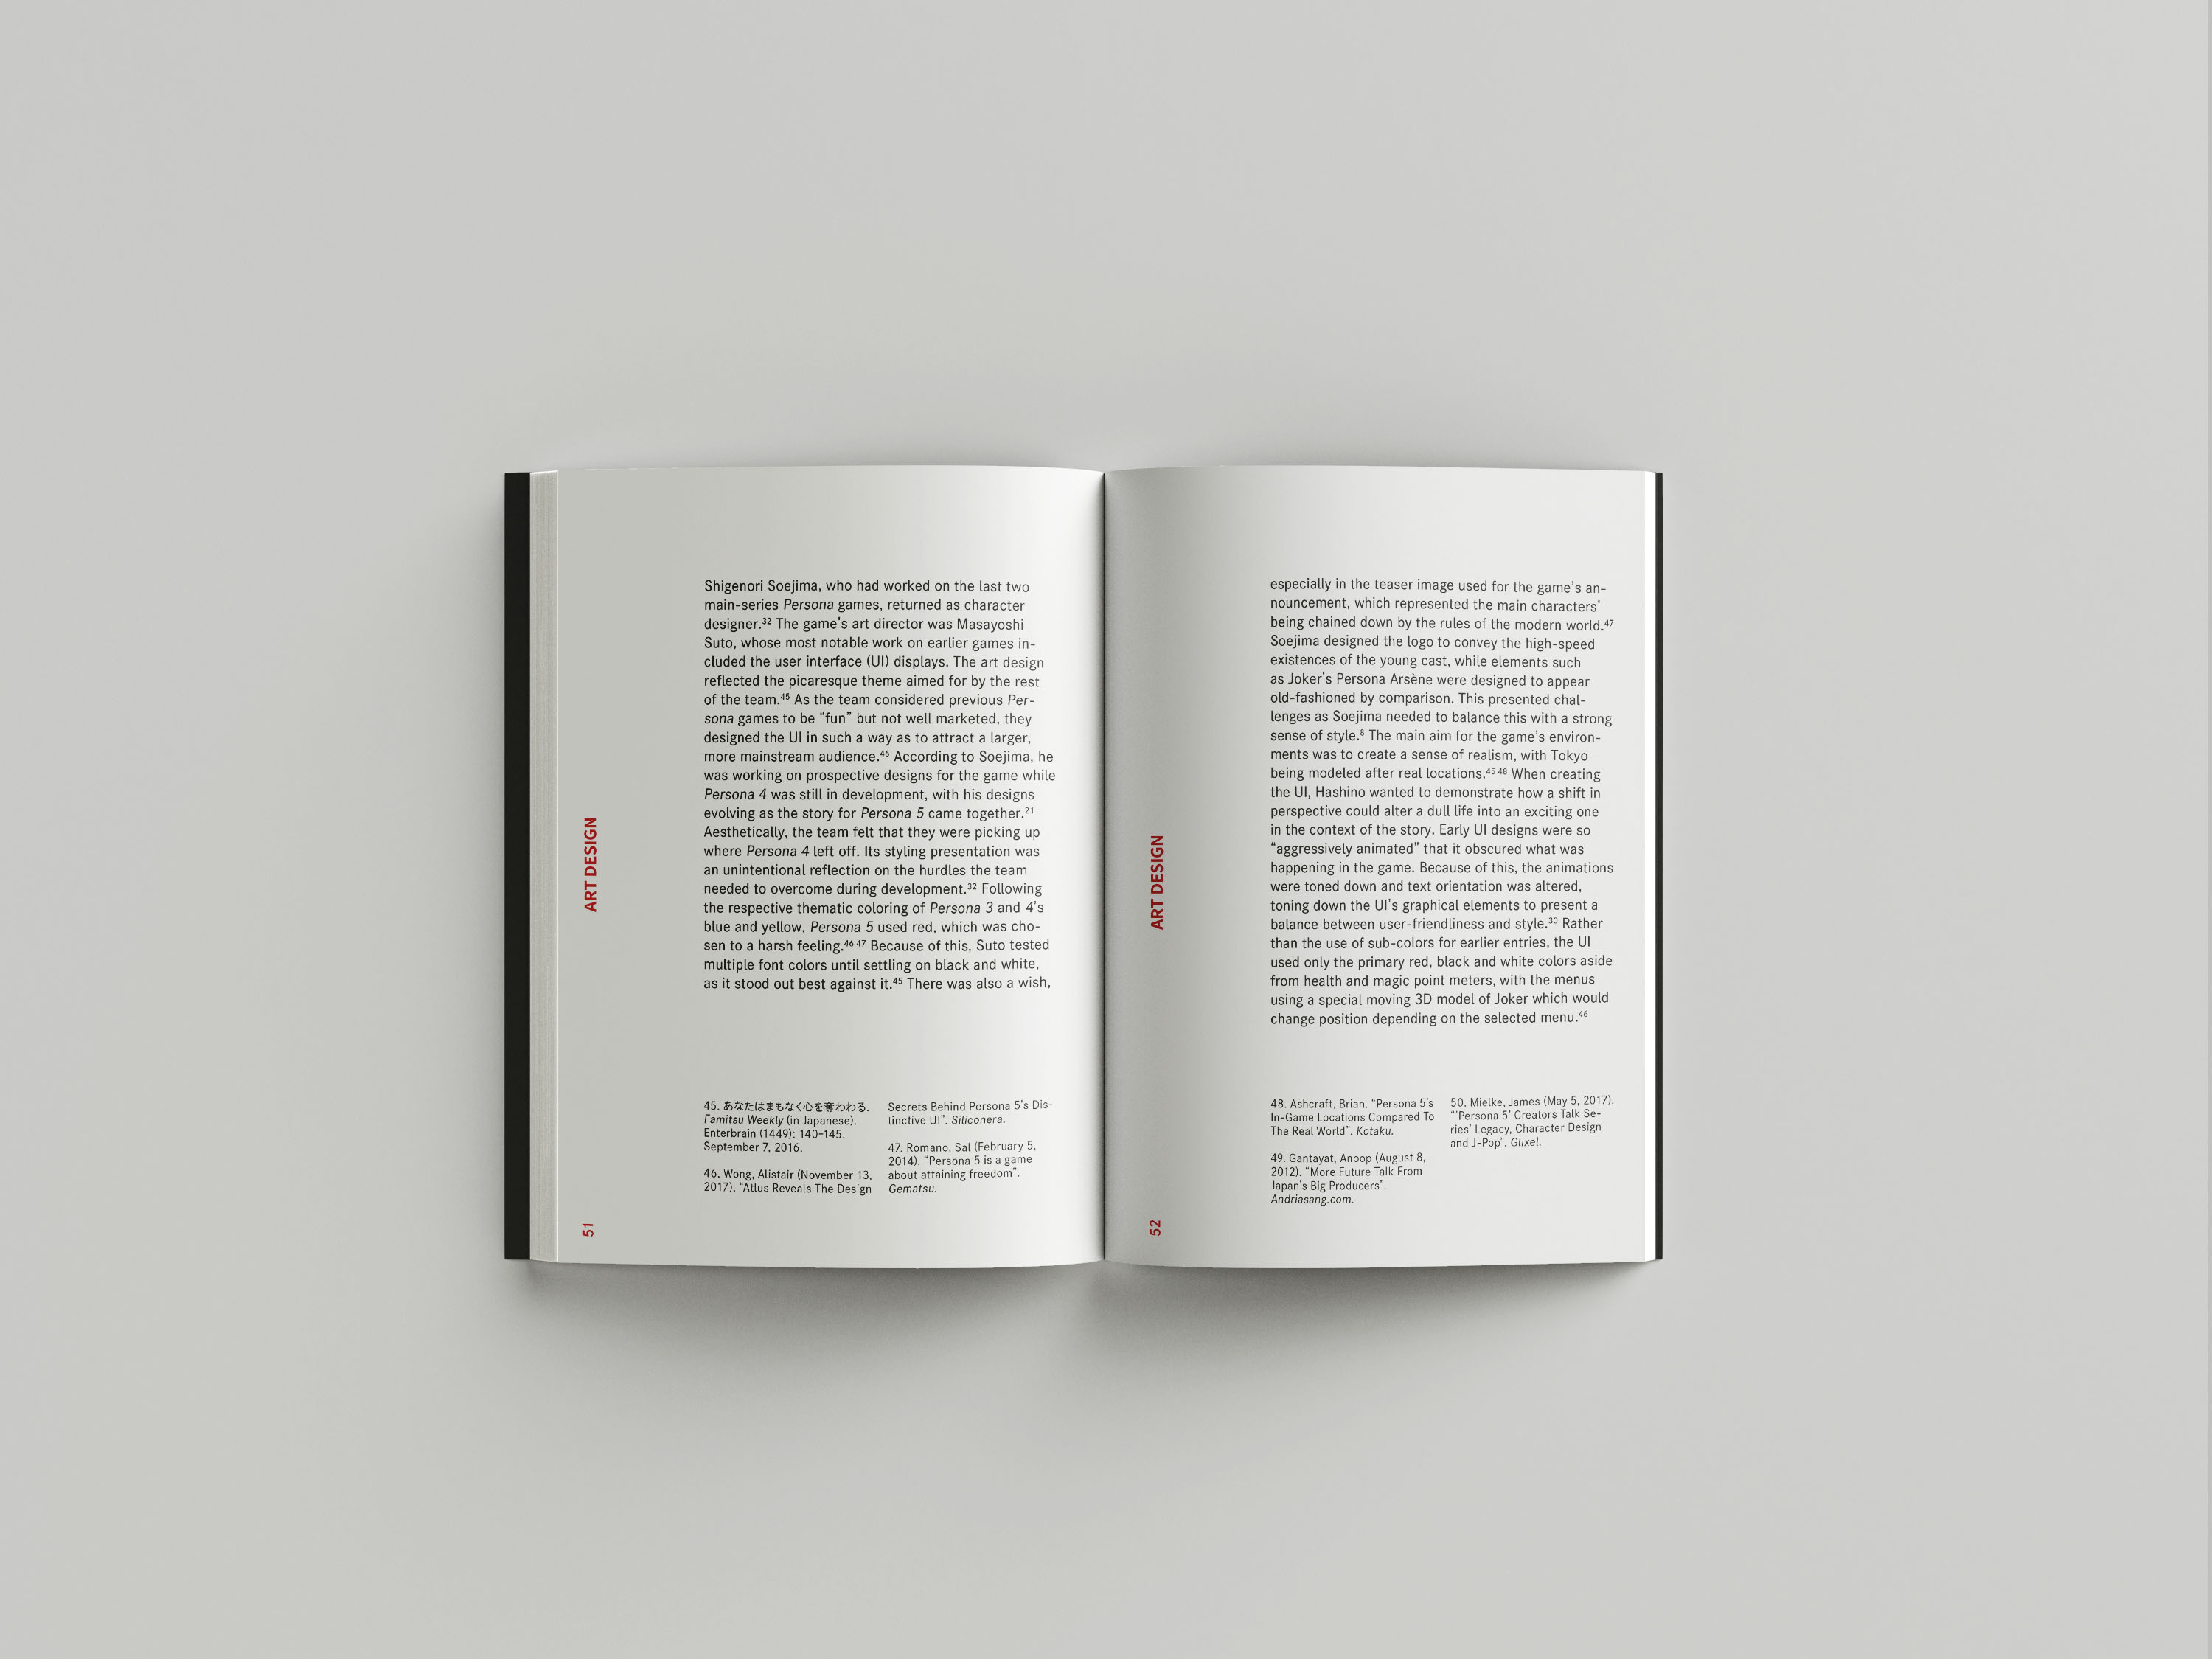 ART DESIGN
Shigenori Soejima, who had worked on the last two
main-series Persona games, returned as character
designer.³² The game's art director was Masayoshi
Suto, whose most notable work on earlier games in-
cluded the user interface (UI) displays. The art design
reflected the picaresque theme aimed for by the rest
of the team.⁴⁵ As the team considered previous Per-
sona games to be “fun” but not well marketed, they
designed the UI in such a way as to attract a larger,
more mainstream audience.⁴⁶ According to Soejima, he
was working on prospective designs for the game while
Persona 4 was still in development, with his designs
evolving as the story for Persona 5 came together.²¹
Aesthetically, the team felt that they were picking up
where Persona 4 left off. Its styling presentation was
an unintentional reflection on the hurdles the team
needed to overcome during development.³² Following
the respective thematic coloring of Persona 3 and 4's
blue and yellow, Persona 5 used red, which was cho-
sen to a harsh feeling.⁴⁶ ⁴⁷ Because of this, Suto tested
multiple font colors until settling on black and white,
as it stood out best against it.⁴⁵ There was also a wish,
45. あなたはまもなく心を奪わわる.
Famitsu Weekly (in Japanese).
Enterbrain (1449): 140–145.
September 7, 2016.
46. Wong, Alistair (November 13,
2017). “Atlus Reveals The Design
Secrets Behind Persona 5's Dis-
tinctive UI”. Siliconera.
47. Romano, Sal (February 5,
2014). “Persona 5 is a game
about attaining freedom”.
Gematsu.
51
ART DESIGN
especially in the teaser image used for the game's an-
nouncement, which represented the main characters'
being chained down by the rules of the modern world.⁴⁷
Soejima designed the logo to convey the high-speed
existences of the young cast, while elements such
as Joker's Persona Arsène were designed to appear
old-fashioned by comparison. This presented chal-
lenges as Soejima needed to balance this with a strong
sense of style.⁸ The main aim for the game's environ-
ments was to create a sense of realism, with Tokyo
being modeled after real locations.⁴⁵ ⁴⁸ When creating
the UI, Hashino wanted to demonstrate how a shift in
perspective could alter a dull life into an exciting one
in the context of the story. Early UI designs were so
“aggressively animated” that it obscured what was
happening in the game. Because of this, the animations
were toned down and text orientation was altered,
toning down the UI's graphical elements to present a
balance between user-friendliness and style.³⁰ Rather
than the use of sub-colors for earlier entries, the UI
used only the primary red, black and white colors aside
from health and magic point meters, with the menus
using a special moving 3D model of Joker which would
change position depending on the selected menu.⁴⁶
48. Ashcraft, Brian. “Persona 5's
In-Game Locations Compared To
The Real World”. Kotaku.
49. Gantayat, Anoop (August 8,
2012). “More Future Talk From
Japan's Big Producers”.
Andriasang.com.
50. Mielke, James (May 5, 2017).
“'Persona 5' Creators Talk Se-
ries' Legacy, Character Design
and J-Pop”. Glixel.
52